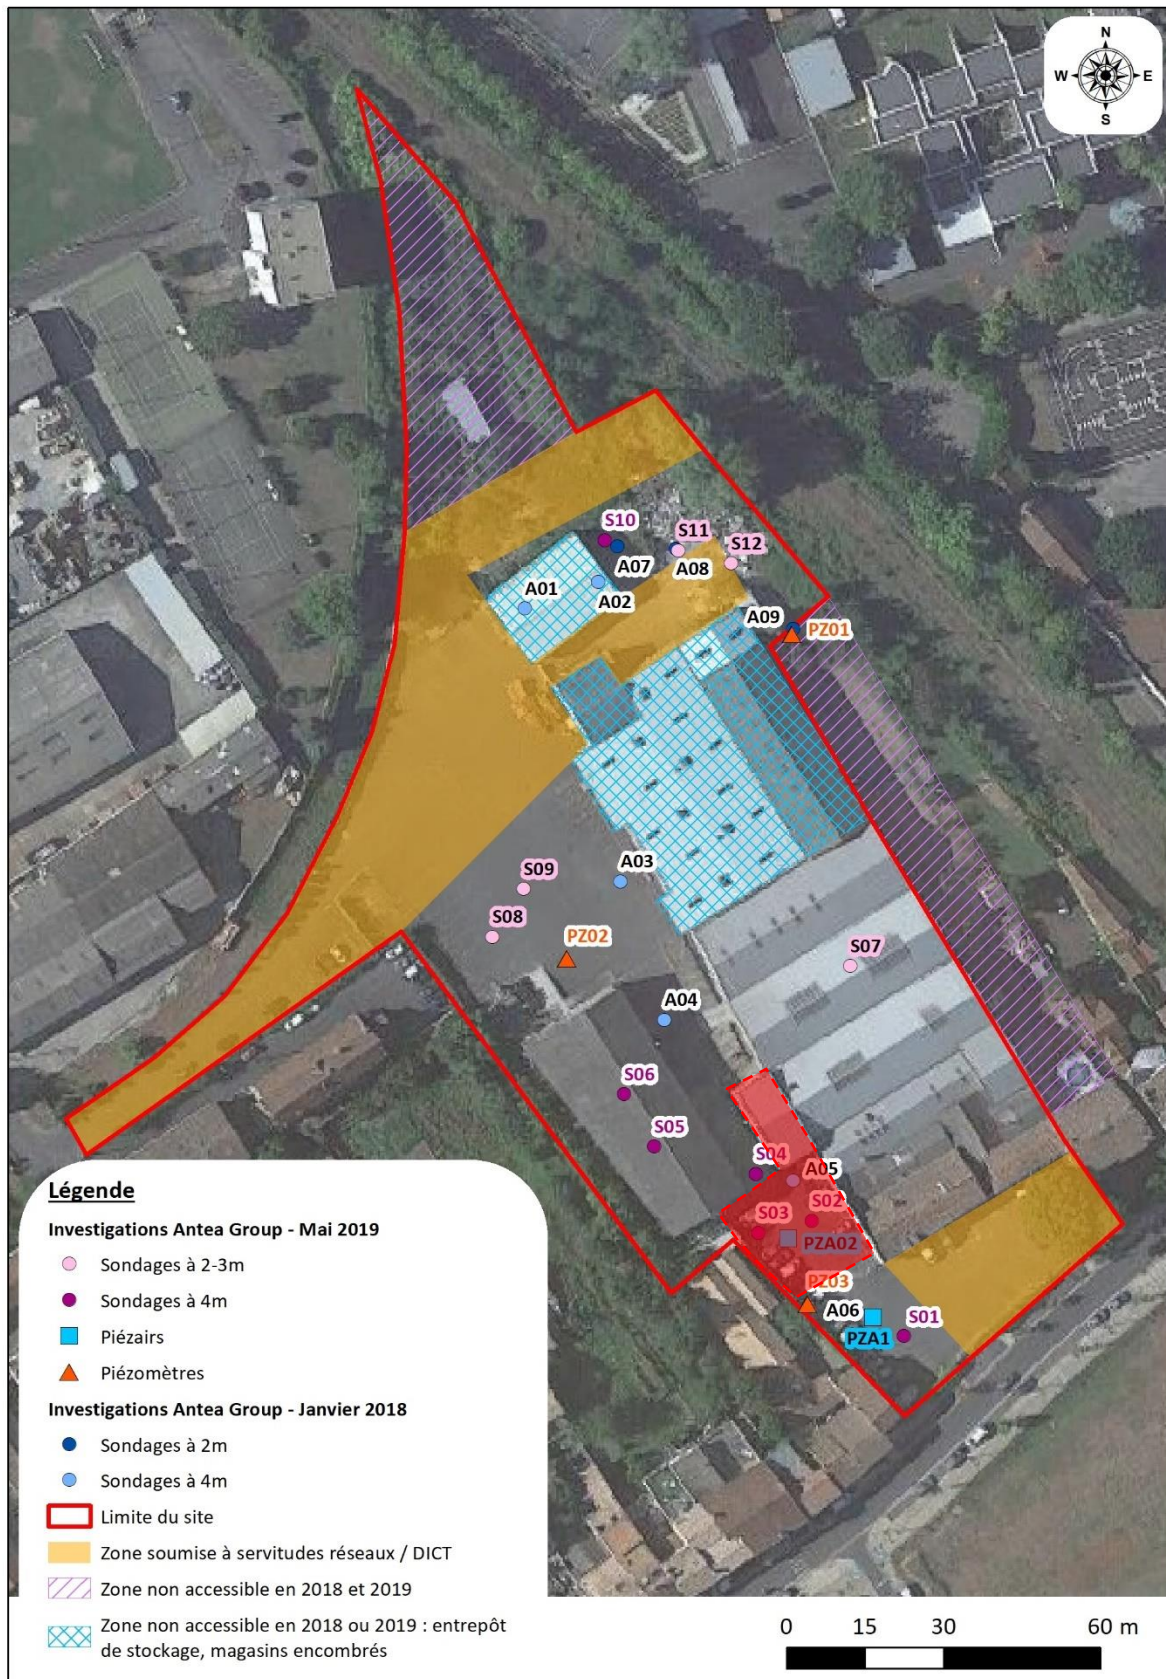 N
W E
S
S10
S11
S12
A07
A08
A01
A02
A09
PZ01
S09
A03
S08
PZ02
S07
A04
S06
S05
S04
A05
S03
S02
PZA02
PZ03
A06
S01
PZA1
Légende
Investigations Antea Group - Mai 2019
Sondages à 2-3m
Sondages à 4m
Piézairs
Piézomètres
Investigations Antea Group - Janvier 2018
Sondages à 2m
Sondages à 4m
Limite du site
Zone soumise à servitudes réseaux / DICT
Zone non accessible en 2018 et 2019
Zone non accessible en 2018 ou 2019 : entrepôt
de stockage, magasins encombrés
0 15 30 60 m